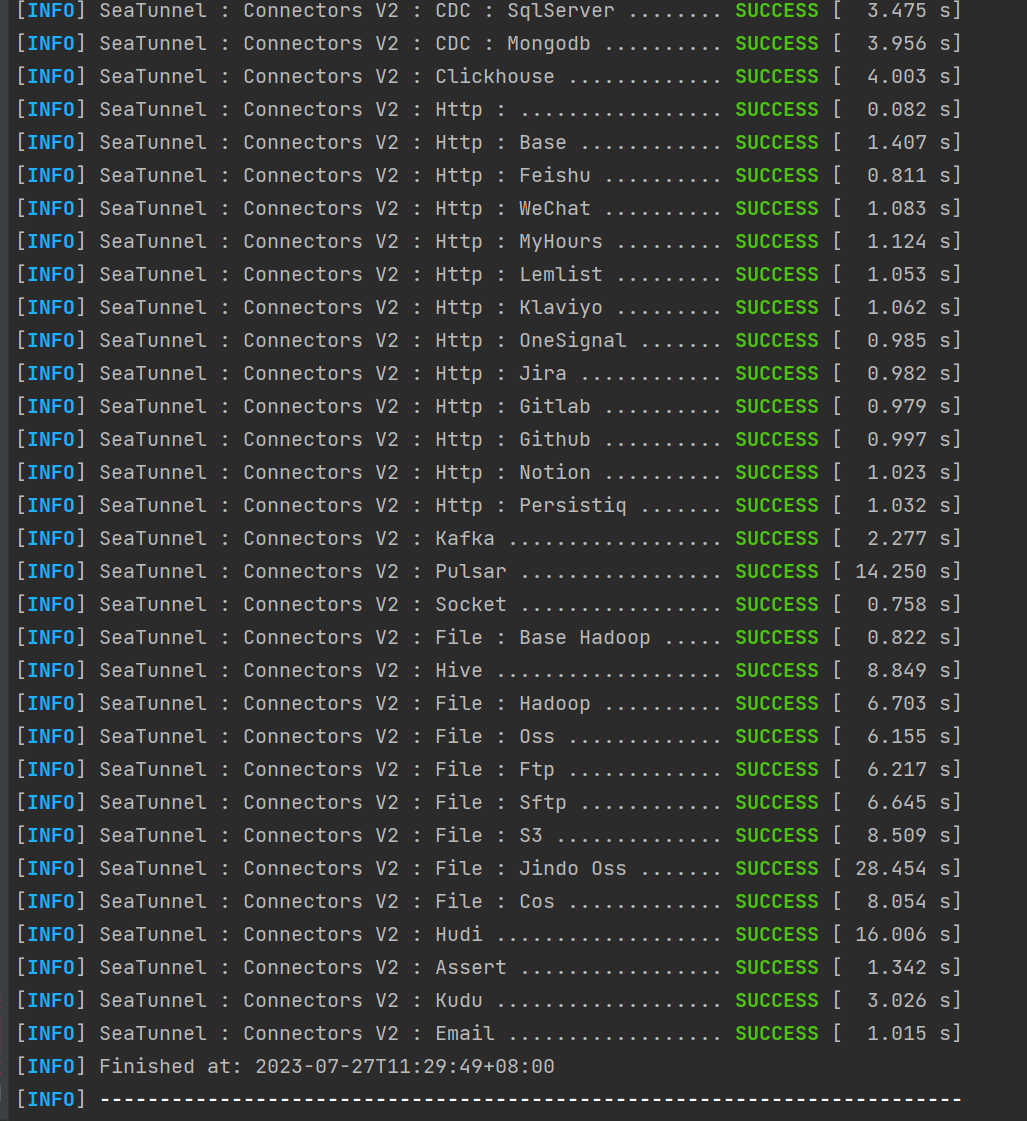 [INFO] SeaTunnel : Connectors V2 : CDC : SqlServer ........ SUCCESS [  3.475 s]
[INFO] SeaTunnel : Connectors V2 : CDC : Mongodb .......... SUCCESS [  3.956 s]
[INFO] SeaTunnel : Connectors V2 : Clickhouse ............. SUCCESS [  4.003 s]
[INFO] SeaTunnel : Connectors V2 : Http : ................. SUCCESS [  0.082 s]
[INFO] SeaTunnel : Connectors V2 : Http : Base ............ SUCCESS [  1.407 s]
[INFO] SeaTunnel : Connectors V2 : Http : Feishu .......... SUCCESS [  0.811 s]
[INFO] SeaTunnel : Connectors V2 : Http : WeChat .......... SUCCESS [  1.083 s]
[INFO] SeaTunnel : Connectors V2 : Http : MyHours ......... SUCCESS [  1.124 s]
[INFO] SeaTunnel : Connectors V2 : Http : Lemlist ......... SUCCESS [  1.053 s]
[INFO] SeaTunnel : Connectors V2 : Http : Klaviyo ......... SUCCESS [  1.062 s]
[INFO] SeaTunnel : Connectors V2 : Http : OneSignal ....... SUCCESS [  0.985 s]
[INFO] SeaTunnel : Connectors V2 : Http : Jira ............ SUCCESS [  0.982 s]
[INFO] SeaTunnel : Connectors V2 : Http : Gitlab .......... SUCCESS [  0.979 s]
[INFO] SeaTunnel : Connectors V2 : Http : Github .......... SUCCESS [  0.997 s]
[INFO] SeaTunnel : Connectors V2 : Http : Notion .......... SUCCESS [  1.023 s]
[INFO] SeaTunnel : Connectors V2 : Http : Persistiq ....... SUCCESS [  1.032 s]
[INFO] SeaTunnel : Connectors V2 : Kafka .................. SUCCESS [  2.277 s]
[INFO] SeaTunnel : Connectors V2 : Pulsar ................. SUCCESS [ 14.250 s]
[INFO] SeaTunnel : Connectors V2 : Socket ................. SUCCESS [  0.758 s]
[INFO] SeaTunnel : Connectors V2 : File : Base Hadoop ..... SUCCESS [  0.822 s]
[INFO] SeaTunnel : Connectors V2 : Hive ................... SUCCESS [  8.849 s]
[INFO] SeaTunnel : Connectors V2 : File : Hadoop .......... SUCCESS [  6.703 s]
[INFO] SeaTunnel : Connectors V2 : File : Oss ............. SUCCESS [  6.155 s]
[INFO] SeaTunnel : Connectors V2 : File : Ftp ............. SUCCESS [  6.217 s]
[INFO] SeaTunnel : Connectors V2 : File : Sftp ............ SUCCESS [  6.645 s]
[INFO] SeaTunnel : Connectors V2 : File : S3 .............. SUCCESS [  8.509 s]
[INFO] SeaTunnel : Connectors V2 : File : Jindo Oss ....... SUCCESS [ 28.454 s]
[INFO] SeaTunnel : Connectors V2 : File : Cos ............. SUCCESS [  8.054 s]
[INFO] SeaTunnel : Connectors V2 : Hudi ................... SUCCESS [ 16.006 s]
[INFO] SeaTunnel : Connectors V2 : Assert ................. SUCCESS [  1.342 s]
[INFO] SeaTunnel : Connectors V2 : Kudu ................... SUCCESS [  3.026 s]
[INFO] SeaTunnel : Connectors V2 : Email .................. SUCCESS [  1.015 s]
[INFO] Finished at: 2023-07-27T11:29:49+08:00
[INFO] ------------------------------------------------------------------------